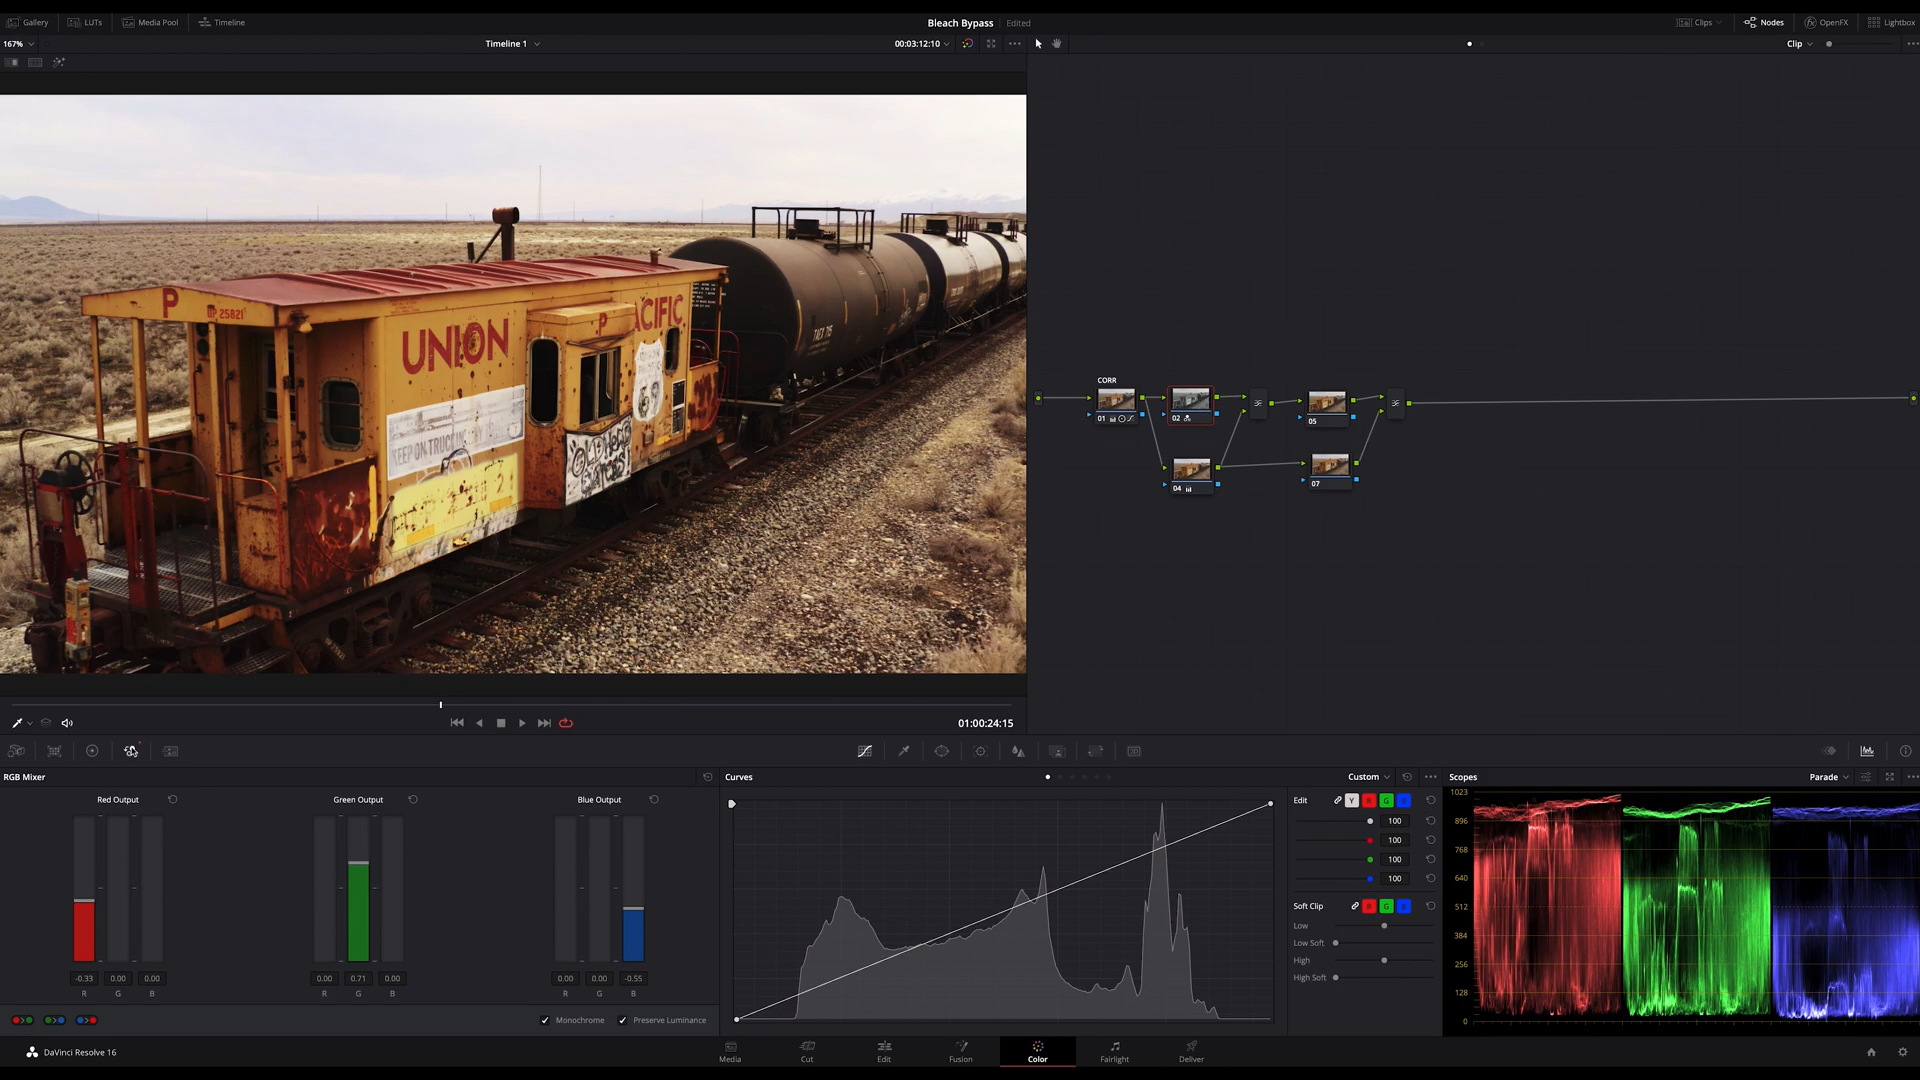 Gallery LUTs Media Pool Timeline Bleach Bypass Edited Clips Nodes OpenFX Lightbox
167% Timeline 1 00:03:12:10 Clip
P
UP 25821
UNION
P
ACIFIC
KEEP ON TRUCKIN
TAEX 715
CORR
01
02
05
04
07
01:00:24:15
RGB Mixer
Red Output Green Output Blue Output
-0.33 0.00 0.00 0.00 0.71 0.00 0.00 0.00 -0.55
R G B R G B R G B
Monochrome Preserve Luminance
Curves Custom
Edit Y R G B
100
100
100
100
Soft Clip R G B
Low
Low Soft
High
High Soft
Scopes Parade
1023
896
768
640
512
384
256
128
0
DaVinci Resolve 16 Media Cut Edit Fusion Color Fairlight Deliver